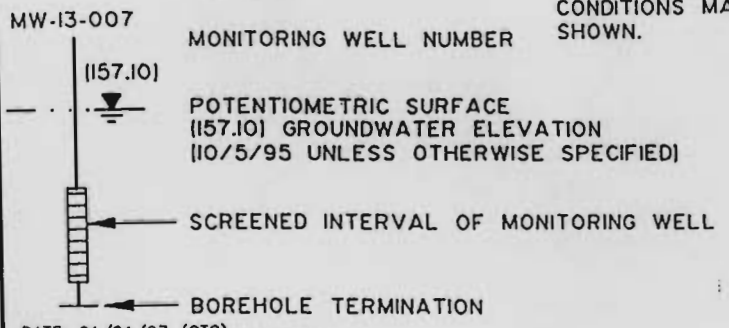 CONDITIONS MA
SHOWN.
MW-13-007
MONITORING WELL NUMBER
(157.10)
POTENTIOMETRIC SURFACE
(157.10) GROUNDWATER ELEVATION
(10/5/95 UNLESS OTHERWISE SPECIFIED)
SCREENED INTERVAL OF MONITORING WELL
BOREHOLE TERMINATION